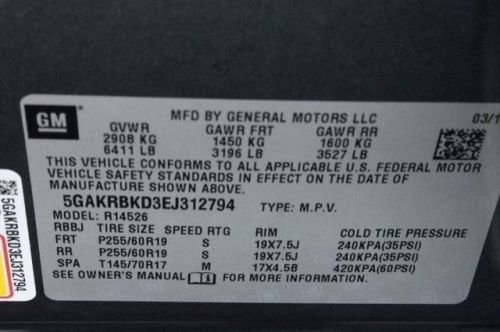 GM
MFD BY GENERAL MOTORS LLC 03/1
GVWR GAWR FRT GAWR RR
2908 KG 1450 KG 1600 KG
6411 LB 3196 LB 3527 LB
THIS VEHICLE CONFORMS TO ALL APPLICABLE U.S. FEDERAL MOTOR
VEHICLE SAFETY STANDARDS IN EFFECT ON THE DATE OF
MANUFACTURE SHOWN ABOVE.
5GAKRBKD3EJ312794 TYPE: M.P.V.
MODEL: R14526
RBBJ TIRE SIZE SPEED RTG RIM COLD TIRE PRESSURE
FRT P255/60R19 S 19X7.5J 240KPA(35PSI)
RR P255/60R19 S 19X7.5J 240KPA(35PSI)
SPA T145/70R17 M 17X4.5B 420KPA(60PSI)
SEE OWNER'S MANUAL FOR MORE INFORMATION.
5GAKRBKD3EJ312794